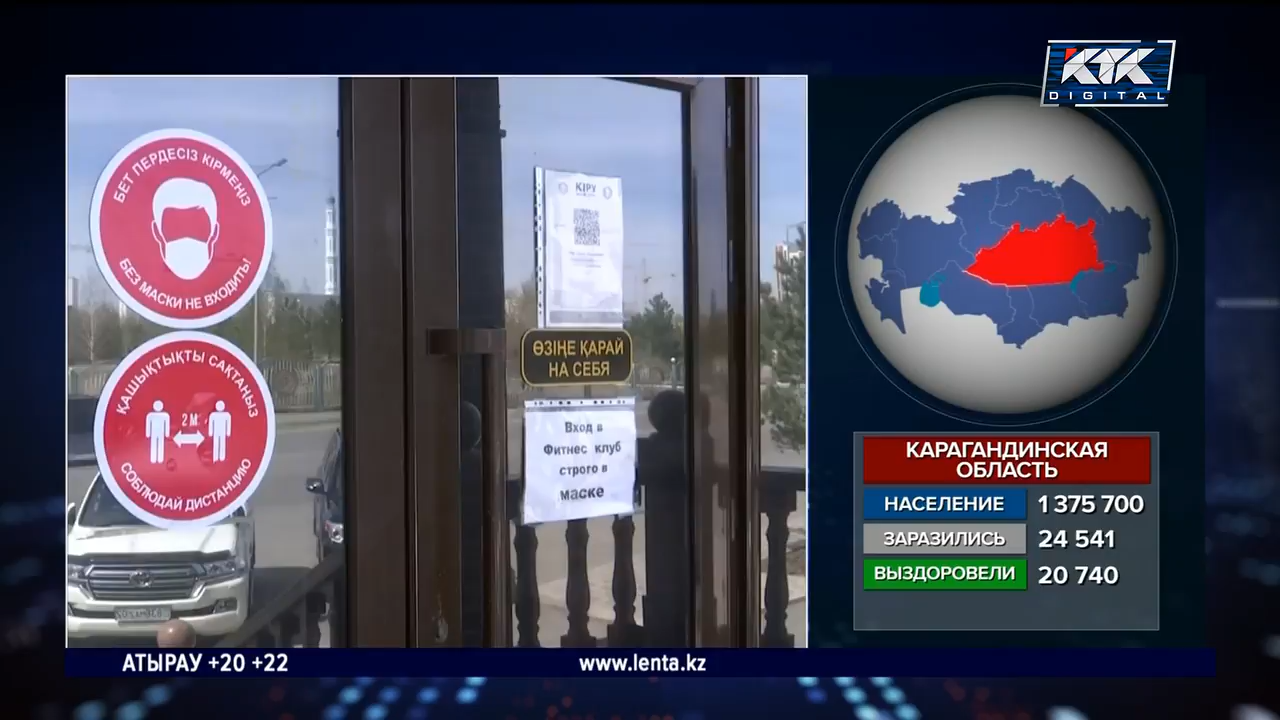 КТК
DIGITAL
БЕТ ПЕРДЕСІЗ КІРМЕҢІЗ
БЕЗ МАСКИ НЕ ВХОДИТЬ!
ҚАШЫҚТЫҚТЫ САҚТАҢЫЗ
2 М
СОБЛЮДАЙ ДИСТАНЦИЮ
КІРУ
ӨЗІҢЕ ҚАРАЙ
НА СЕБЯ
Вход в
Фитнес клуб
строго в
маске
КАРАГАНДИНСКАЯ
ОБЛАСТЬ
НАСЕЛЕНИЕ 1 375 700
ЗАРАЗИЛИСЬ 24 541
ВЫЗДОРОВЕЛИ 20 740
АТЫРАУ +20 +22
www.lenta.kz